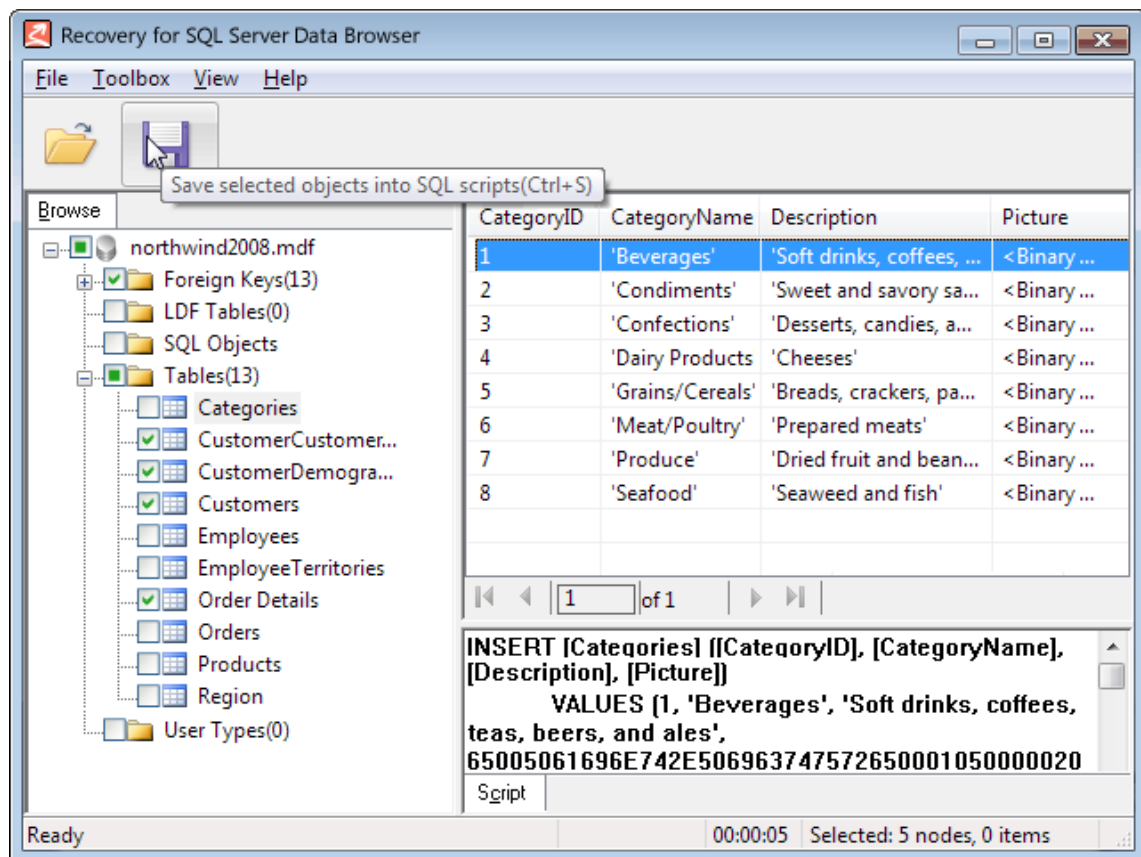 Recovery for SQL Server Data Browser
File Toolbox View Help
Save selected objects into SQL scripts(Ctrl+S)
Browse
northwind2008.mdf
Foreign Keys(13)
LDF Tables(0)
SQL Objects
Tables(13)
Categories
CustomerCustomer...
CustomerDemogra...
Customers
Employees
EmployeeTerritories
Order Details
Orders
Products
Region
User Types(0)
CategoryID CategoryName Description Picture
1 'Beverages' 'Soft drinks, coffees, ... <Binary ...
2 'Condiments' 'Sweet and savory sa... <Binary ...
3 'Confections' 'Desserts, candies, a... <Binary ...
4 'Dairy Products 'Cheeses' <Binary ...
5 'Grains/Cereals' 'Breads, crackers, pa... <Binary ...
6 'Meat/Poultry' 'Prepared meats' <Binary ...
7 'Produce' 'Dried fruit and bean... <Binary ...
8 'Seafood' 'Seaweed and fish' <Binary ...
1 of 1
INSERT [Categories] ([CategoryID], [CategoryName],
[Description], [Picture])
VALUES (1, 'Beverages', 'Soft drinks, coffees,
teas, beers, and ales',
65005061696E742E506963747572650001050000020
Script
Ready 00:00:05 Selected: 5 nodes, 0 items